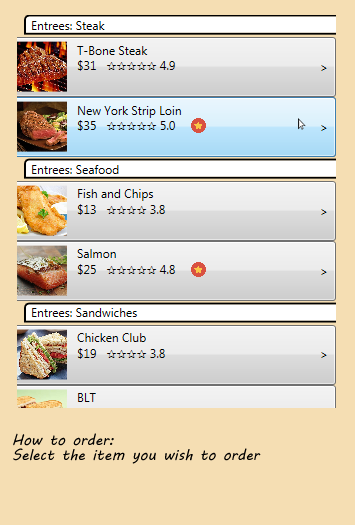 Entrees: Steak
T-Bone Steak
$31 ☆☆☆☆☆ 4.9 >
New York Strip Loin
$35 ☆☆☆☆☆ 5.0 >
Entrees: Seafood
Fish and Chips
$13 ☆☆☆☆ 3.8 >
Salmon
$25 ☆☆☆☆☆ 4.8 >
Entrees: Sandwiches
Chicken Club
$19 ☆☆☆☆ 3.8 >
BLT
How to order:
Select the item you wish to order